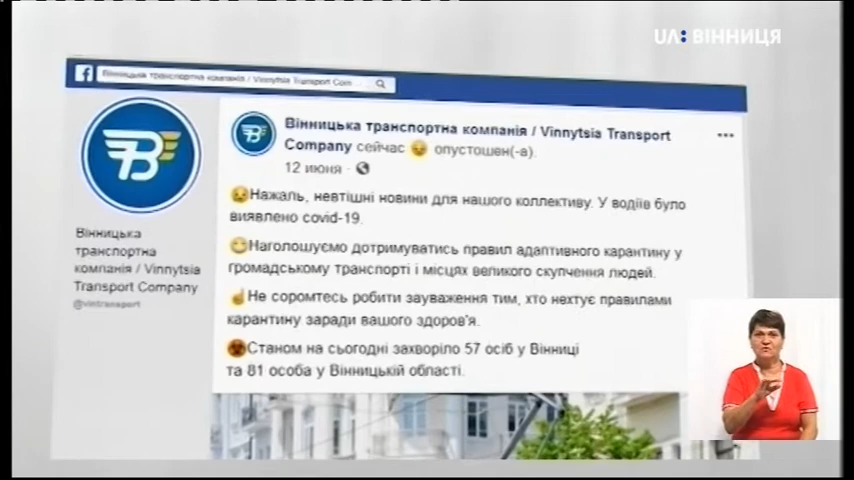 UA: ВІННИЦЯ
Вінницька транспортна компанія / Vinnytsia Transport Com
Вінницька транспортна компанія / Vinnytsia Transport
Company сейчас опустошен(-а).
12 июня
Нажаль, невтішні новини для нашого коллективу. У водіїв було
виявлено covid-19.
Наголошуємо дотримуватись правил адаптивного карантину у
громадському транспорті і місцях великого скупчення людей.
Не соромтесь робити зауваження тим, хто нехтує правилами
карантину заради вашого здоров'я.
Станом на сьогодні захворіло 57 осіб у Вінниці
та 81 особа у Вінницькій області.
Вінницька
транспортна
компанія / Vinnytsia
Transport Company
@vintransport